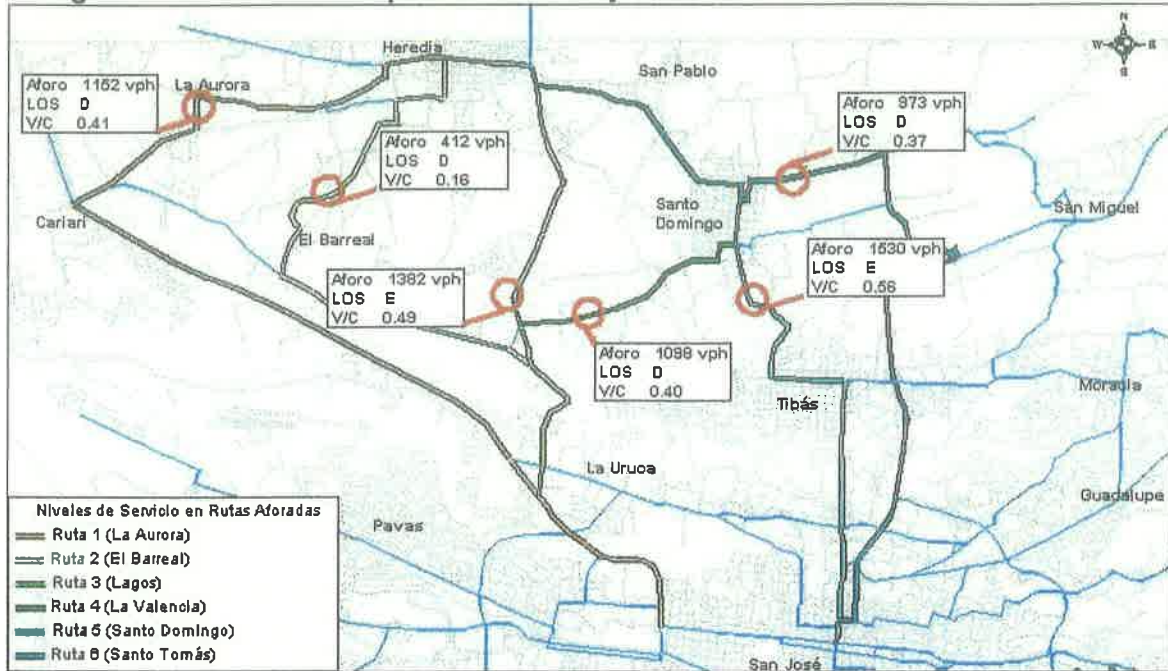 N
W E
S
Heredia
San Pablo
La Aurora
Aforo 1152 vph
LOS D
V/C 0.41
Aforo 973 vph
LOS D
V/C 0.37
Aforo 412 vph
LOS D
V/C 0.16
Cariari
Santo
Domingo
San Miguel
El Barreal
Aforo 1530 vph
LOS E
V/C 0.56
Aforo 1382 vph
LOS E
V/C 0.49
Aforo 1098 vph
LOS D
V/C 0.40
Tibás
Moravia
La Uruca
Guadalupe
Pavas
Niveles de Servicio en Rutas Aforadas
Ruta 1 (La Aurora)
Ruta 2 (El Barreal)
Ruta 3 (Lagos)
Ruta 4 (La Valencia)
Ruta 5 (Santo Domingo)
Ruta 6 (Santo Tomás)
San José